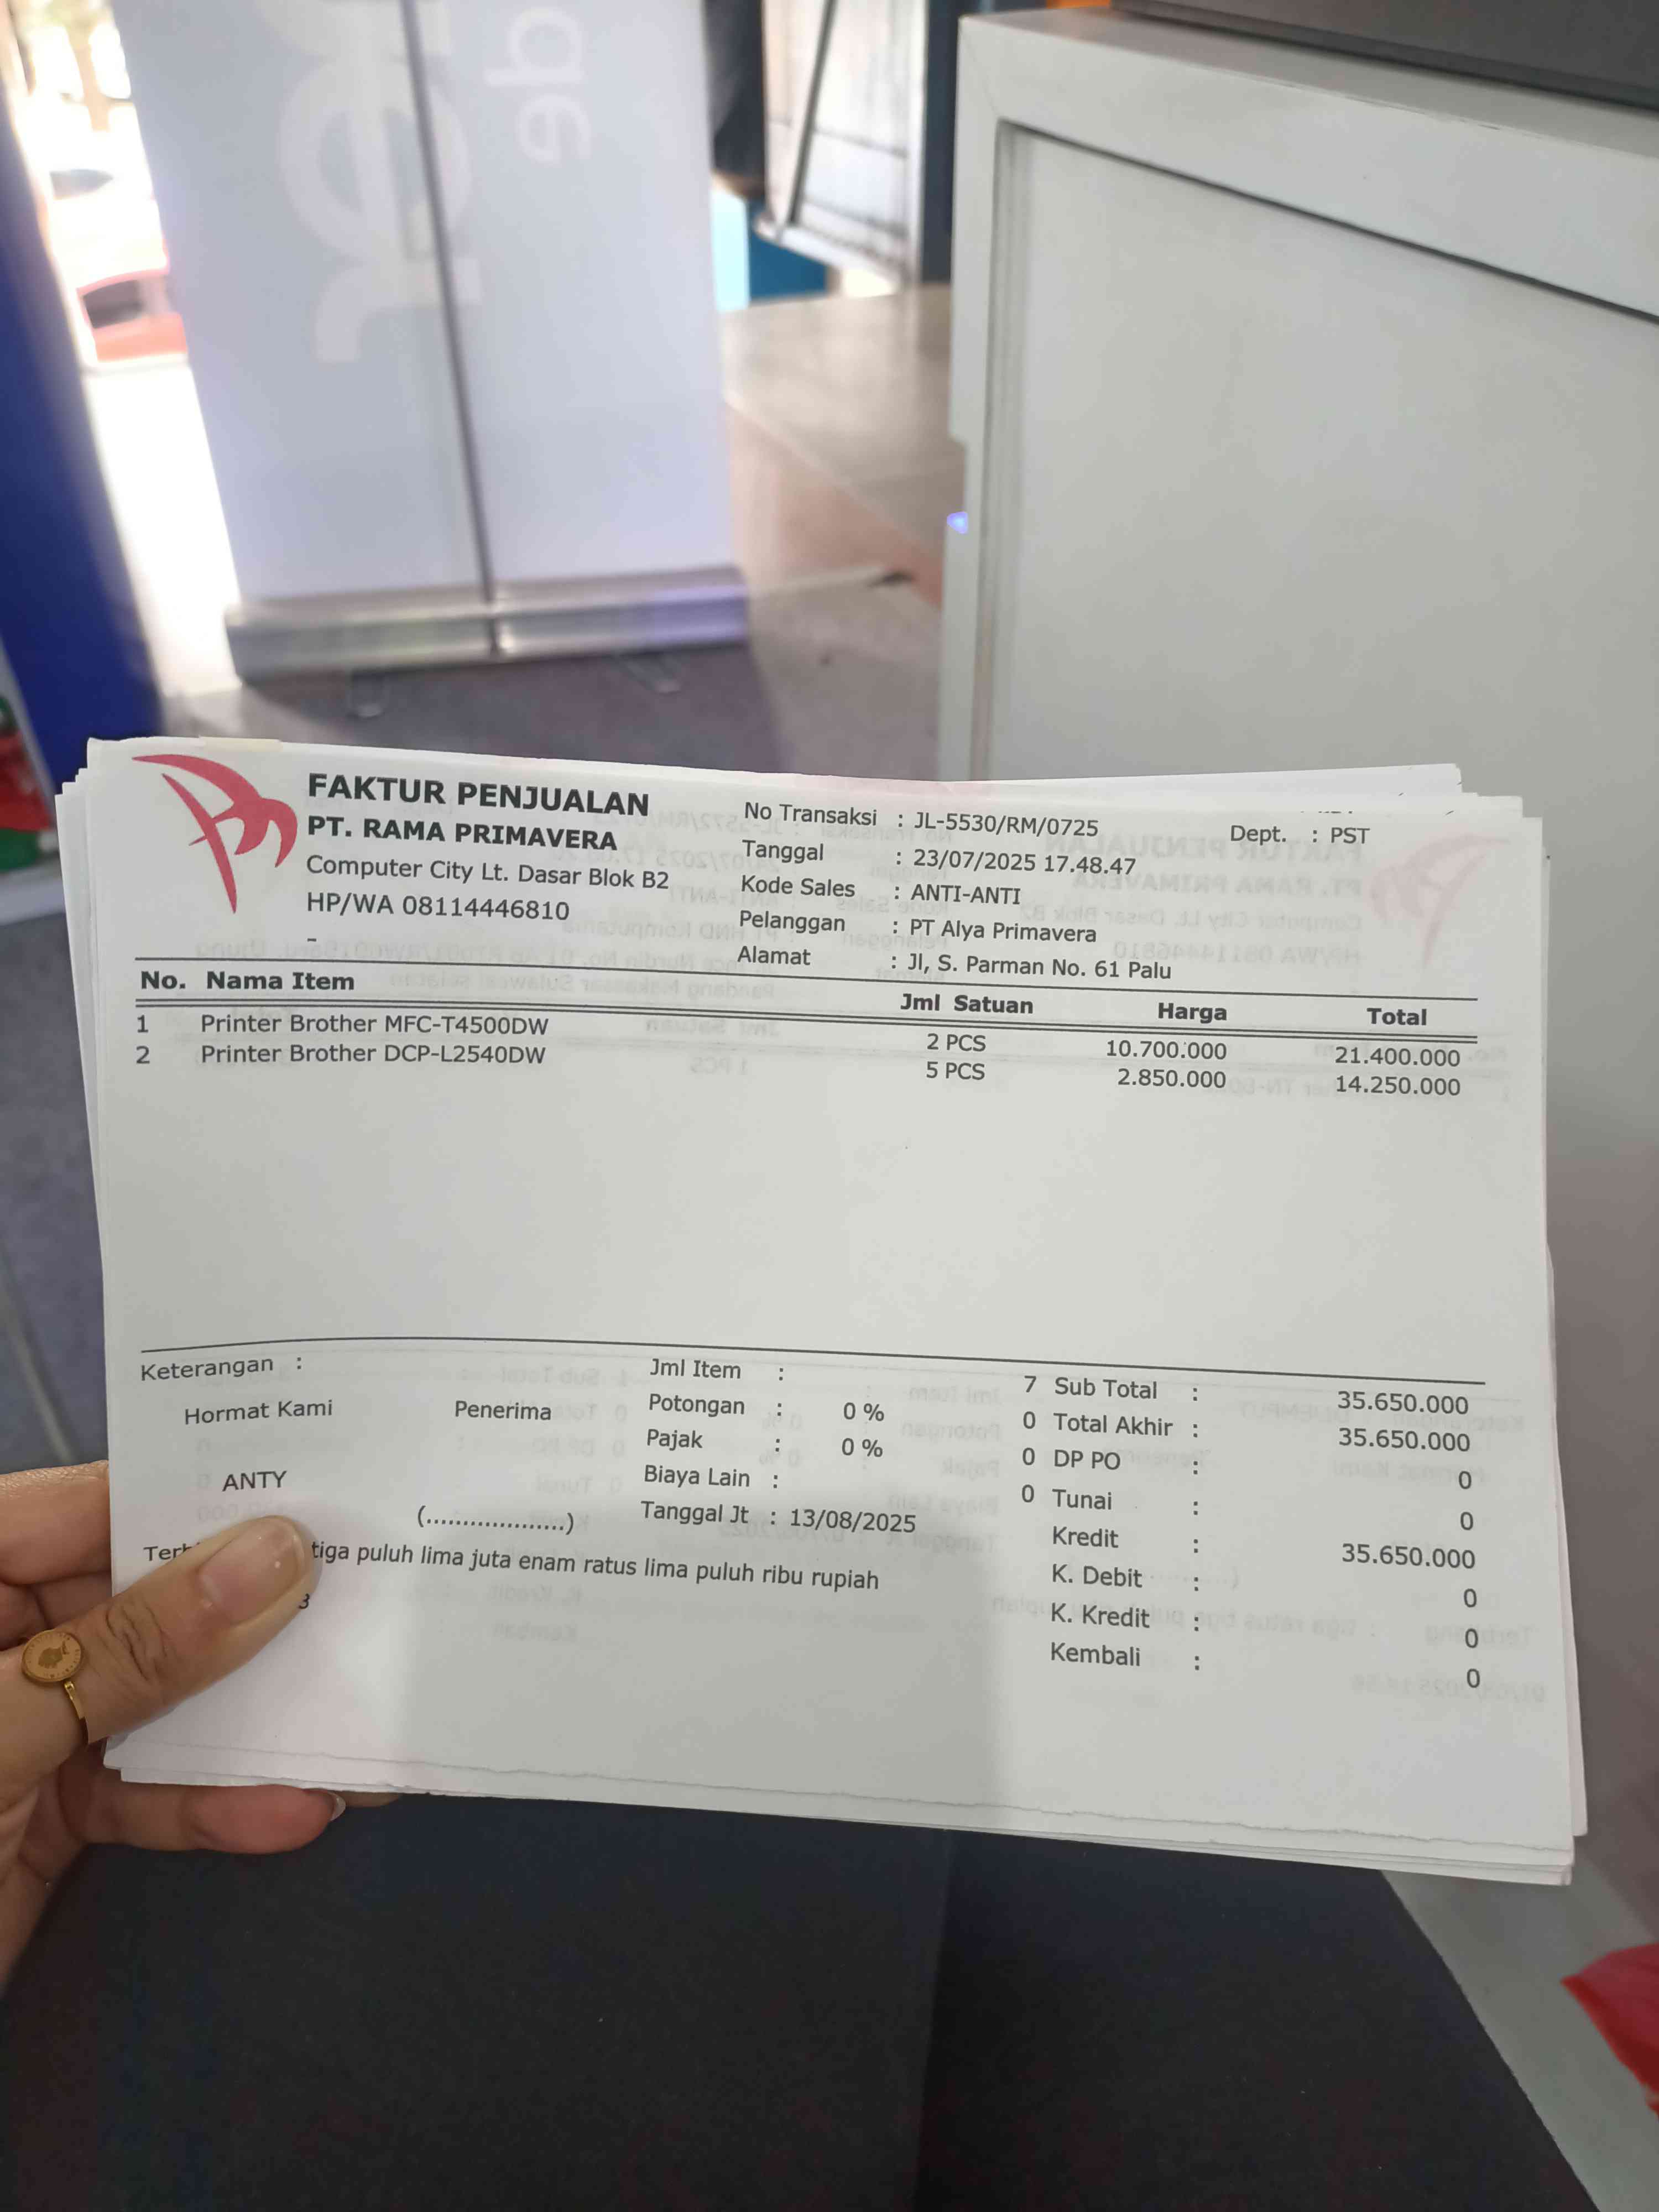 de
FAKTUR PENJUALAN
PT. RAMA PRIMAVERA
Computer City Lt. Dasar Blok B2
HP/WA 08114446810
-
No Transaksi : JL-5530/RM/0725 Dept. : PST
Tanggal : 23/07/2025 17.48.47
Kode Sales : ANTI-ANTI
Pelanggan : PT Alya Primavera
Alamat : Jl, S. Parman No. 61 Palu
No. Nama Item Jml Satuan Harga Total
1 Printer Brother MFC-T4500DW 2 PCS 10.700.000 21.400.000
2 Printer Brother DCP-L2540DW 5 PCS 2.850.000 14.250.000
Keterangan :
Hormat Kami Penerima
ANTY
(...................)
Jml Item : 7
Potongan : 0 % 0
Pajak : 0 % 0
Biaya Lain : 0
Tanggal Jt : 13/08/2025
Sub Total : 35.650.000
Total Akhir : 35.650.000
DP PO : 0
Tunai : 0
Kredit : 35.650.000
K. Debit : 0
K. Kredit : 0
Kembali : 0
tiga puluh lima juta enam ratus lima puluh ribu rupiah